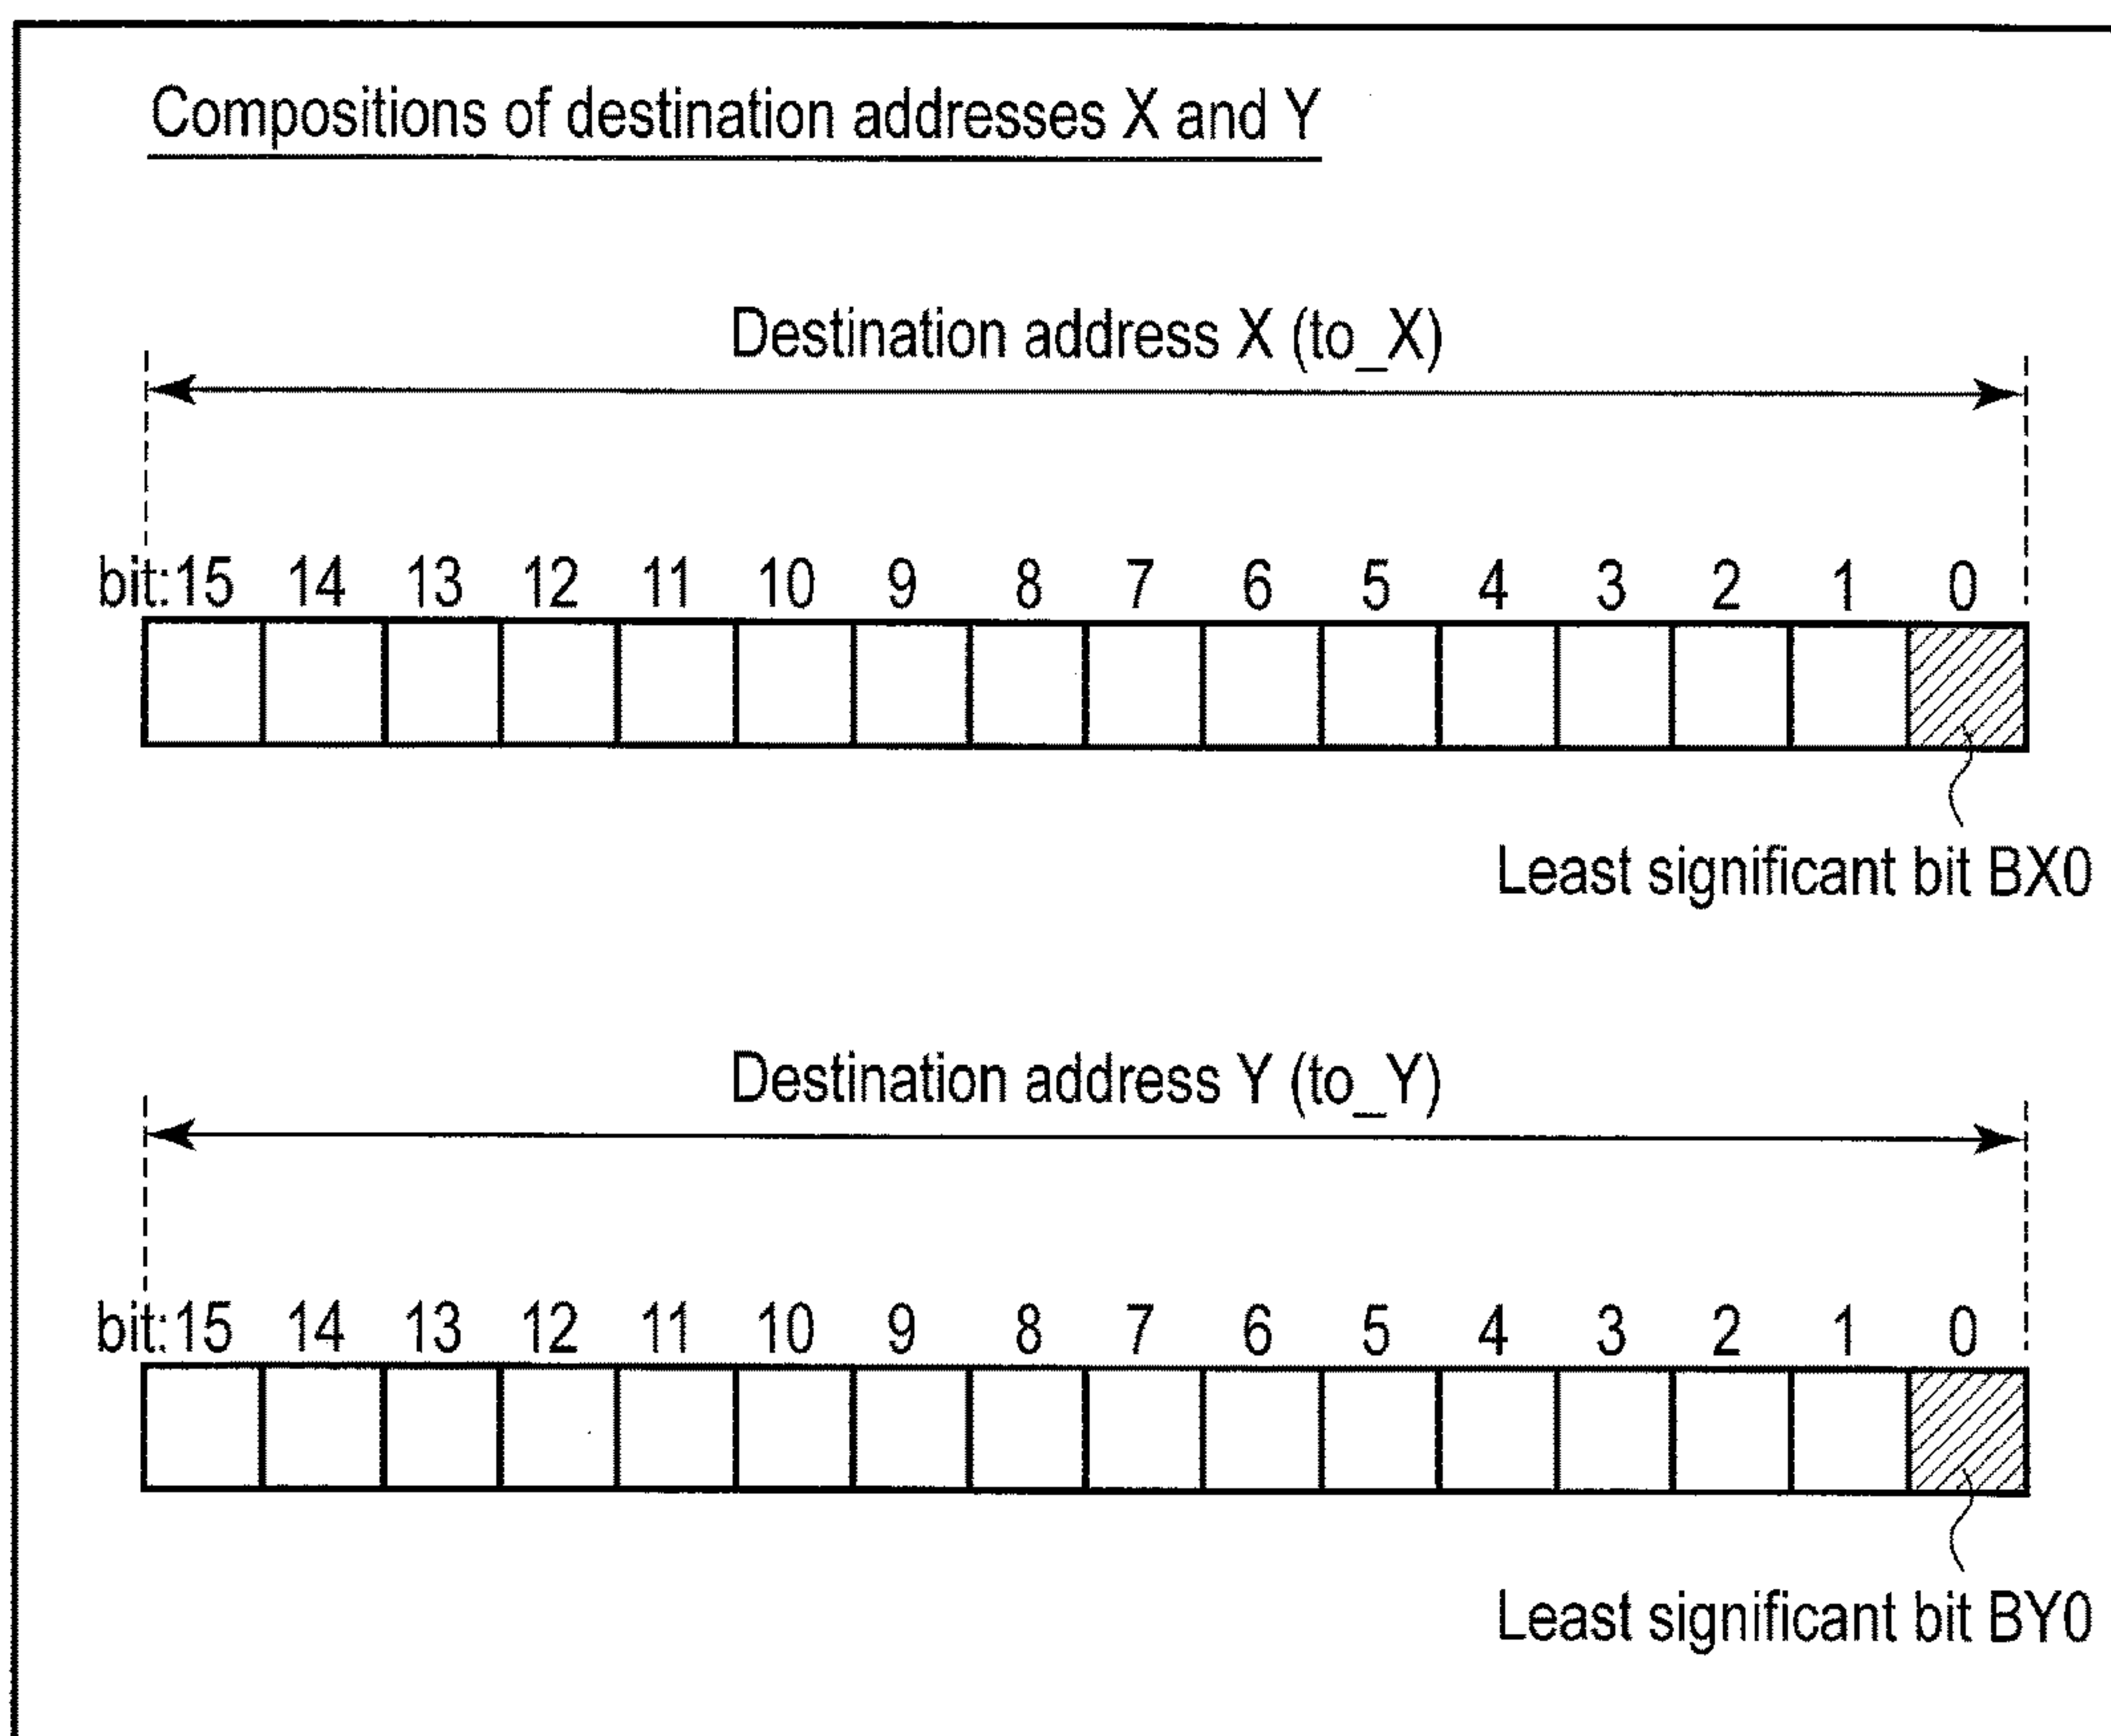 Compositions of destination addresses X and Y
Destination address X (to_X)
bit:15 14 13 12 11 10 9 8 7 6 5 4 3 2 1 0
Least significant bit BX0
Destination address Y (to_Y)
bit:15 14 13 12 11 10 9 8 7 6 5 4 3 2 1 0
Least significant bit BY0